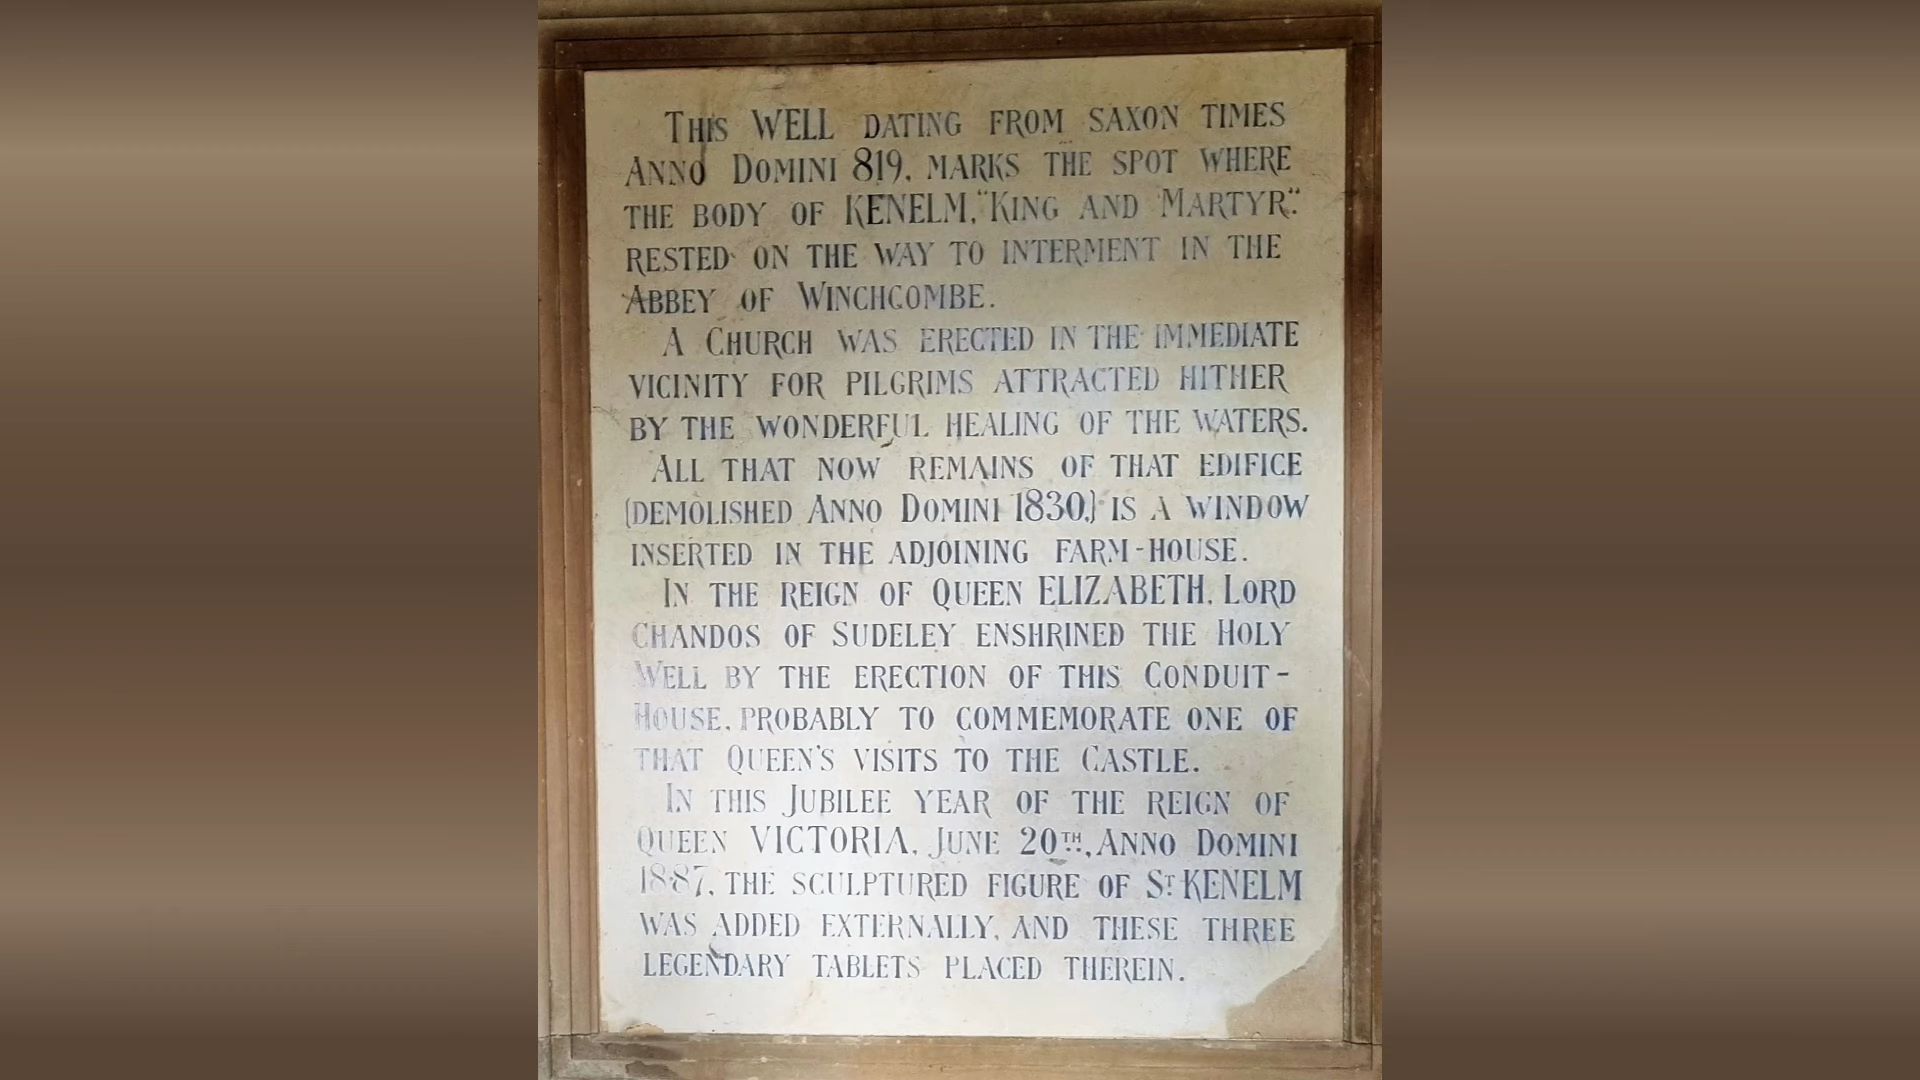 THIS WELL DATING FROM SAXON TIMES
ANNO DOMINI 819, MARKS THE SPOT WHERE
THE BODY OF KENELM, "KING AND MARTYR".
RESTED ON THE WAY TO INTERMENT IN THE
ABBEY OF WINCHCOMBE.
A CHURCH WAS ERECTED IN THE IMMEDIATE
VICINITY FOR PILGRIMS ATTRACTED HITHER
BY THE WONDERFUL HEALING OF THE WATERS.
ALL THAT NOW REMAINS OF THAT EDIFICE
(DEMOLISHED ANNO DOMINI 1830,) IS A WINDOW
INSERTED IN THE ADJOINING FARM-HOUSE.
IN THE REIGN OF QUEEN ELIZABETH, LORD
CHANDOS OF SUDELEY ENSHRINED THE HOLY
WELL BY THE ERECTION OF THIS CONDUIT-
HOUSE, PROBABLY TO COMMEMORATE ONE OF
THAT QUEEN'S VISITS TO THE CASTLE.
IN THIS JUBILEE YEAR OF THE REIGN OF
QUEEN VICTORIA, JUNE 20TH, ANNO DOMINI
1887, THE SCULPTURED FIGURE OF ST KENELM
WAS ADDED EXTERNALLY, AND THESE THREE
LEGENDARY TABLETS PLACED THEREIN.